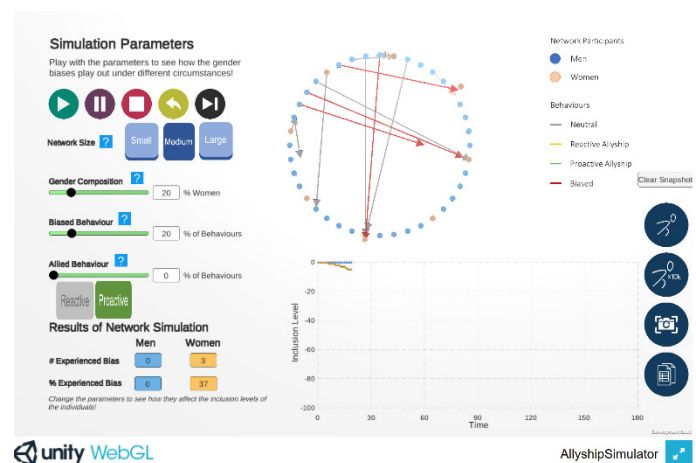 Simulation Parameters
Play with the parameters to see how the gender
biases play out under different circumstances!
Network Size ?
Small
Medium
Large
Gender Composition ?
20 % Women
Biased Behaviour ?
20 % of Behaviours
Allied Behaviour ?
0 % of Behaviours
Reactive
Proactive
Results of Network Simulation
Men Women
# Experienced Bias 0 3
% Experienced Bias 0 37
Change the parameters to see how they affect the inclusion levels of
the individuals!
Network Participants
Men
Women
Behaviours
Neutral
Reactive Allyship
Proactive Allyship
Biased
Clear Snapshot
x10k
Inclusion Level
0
-20
-40
-60
-80
-100
0 30 60 90 120 150 180
Time
Development Build
unity WebGL
AllyshipSimulator